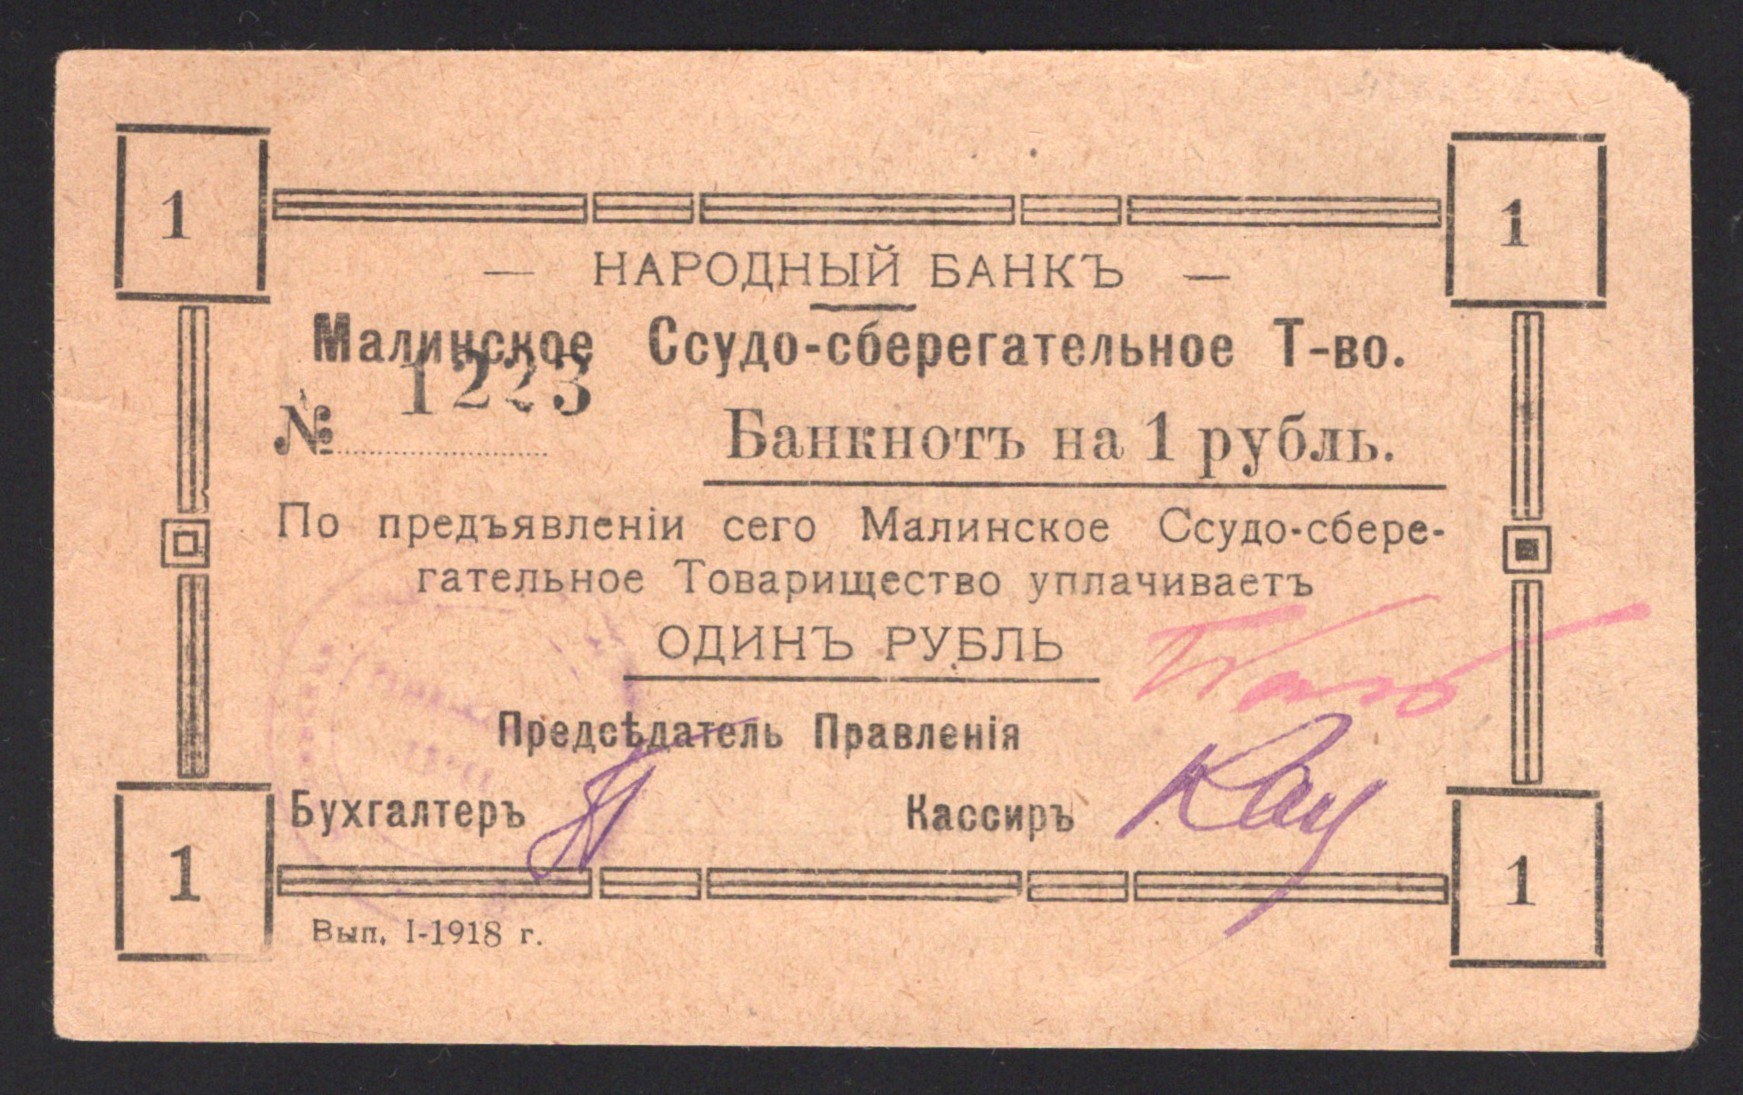 1
1
— НАРОДНЫЙ БАНКЪ —
Малинское Ссудо-сберегательное Т-во.
1223
№
Банкнотъ на 1 рубль.
По предъявленіи сего Малинское Ссудо-сбере-
гательное Товарищество уплачиваетъ
ОДИНЪ РУБЛЬ
Предсѣдатель Правленія
Бухгалтеръ
Кассиръ
1
1
Вып. I-1918 г.